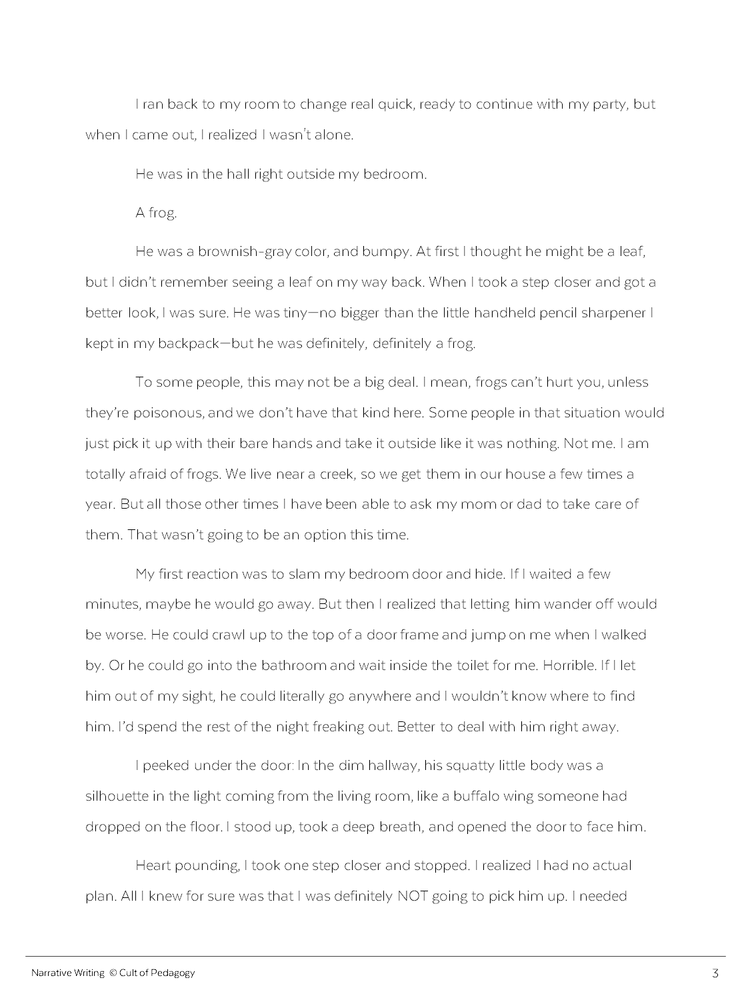 I ran back to my room to change real quick, ready to continue with my party, but
when I came out, I realized I wasn't alone.
He was in the hall right outside my bedroom.
A frog.
He was a brownish-gray color, and bumpy. At first I thought he might be a leaf,
but I didn’t remember seeing a leaf on my way back. When I took a step closer and got a
better look, I was sure. He was tiny—no bigger than the little handheld pencil sharpener I
kept in my backpack—but he was definitely, definitely a frog.
To some people, this may not be a big deal. I mean, frogs can’t hurt you, unless
they’re poisonous, and we don’t have that kind here. Some people in that situation would
just pick it up with their bare hands and take it outside like it was nothing. Not me. I am
totally afraid of frogs. We live near a creek, so we get them in our house a few times a
year. But all those other times I have been able to ask my mom or dad to take care of
them. That wasn’t going to be an option this time.
My first reaction was to slam my bedroom door and hide. If I waited a few
minutes, maybe he would go away. But then I realized that letting him wander off would
be worse. He could crawl up to the top of a door frame and jump on me when I walked
by. Or he could go into the bathroom and wait inside the toilet for me. Horrible. If I let
him out of my sight, he could literally go anywhere and I wouldn’t know where to find
him. I’d spend the rest of the night freaking out. Better to deal with him right away.
I peeked under the door: In the dim hallway, his squatty little body was a
silhouette in the light coming from the living room, like a buffalo wing someone had
dropped on the floor. I stood up, took a deep breath, and opened the door to face him.
Heart pounding, I took one step closer and stopped. I realized I had no actual
plan. All I knew for sure was that I was definitely NOT going to pick him up. I needed
Narrative Writing © Cult of Pedagogy 3